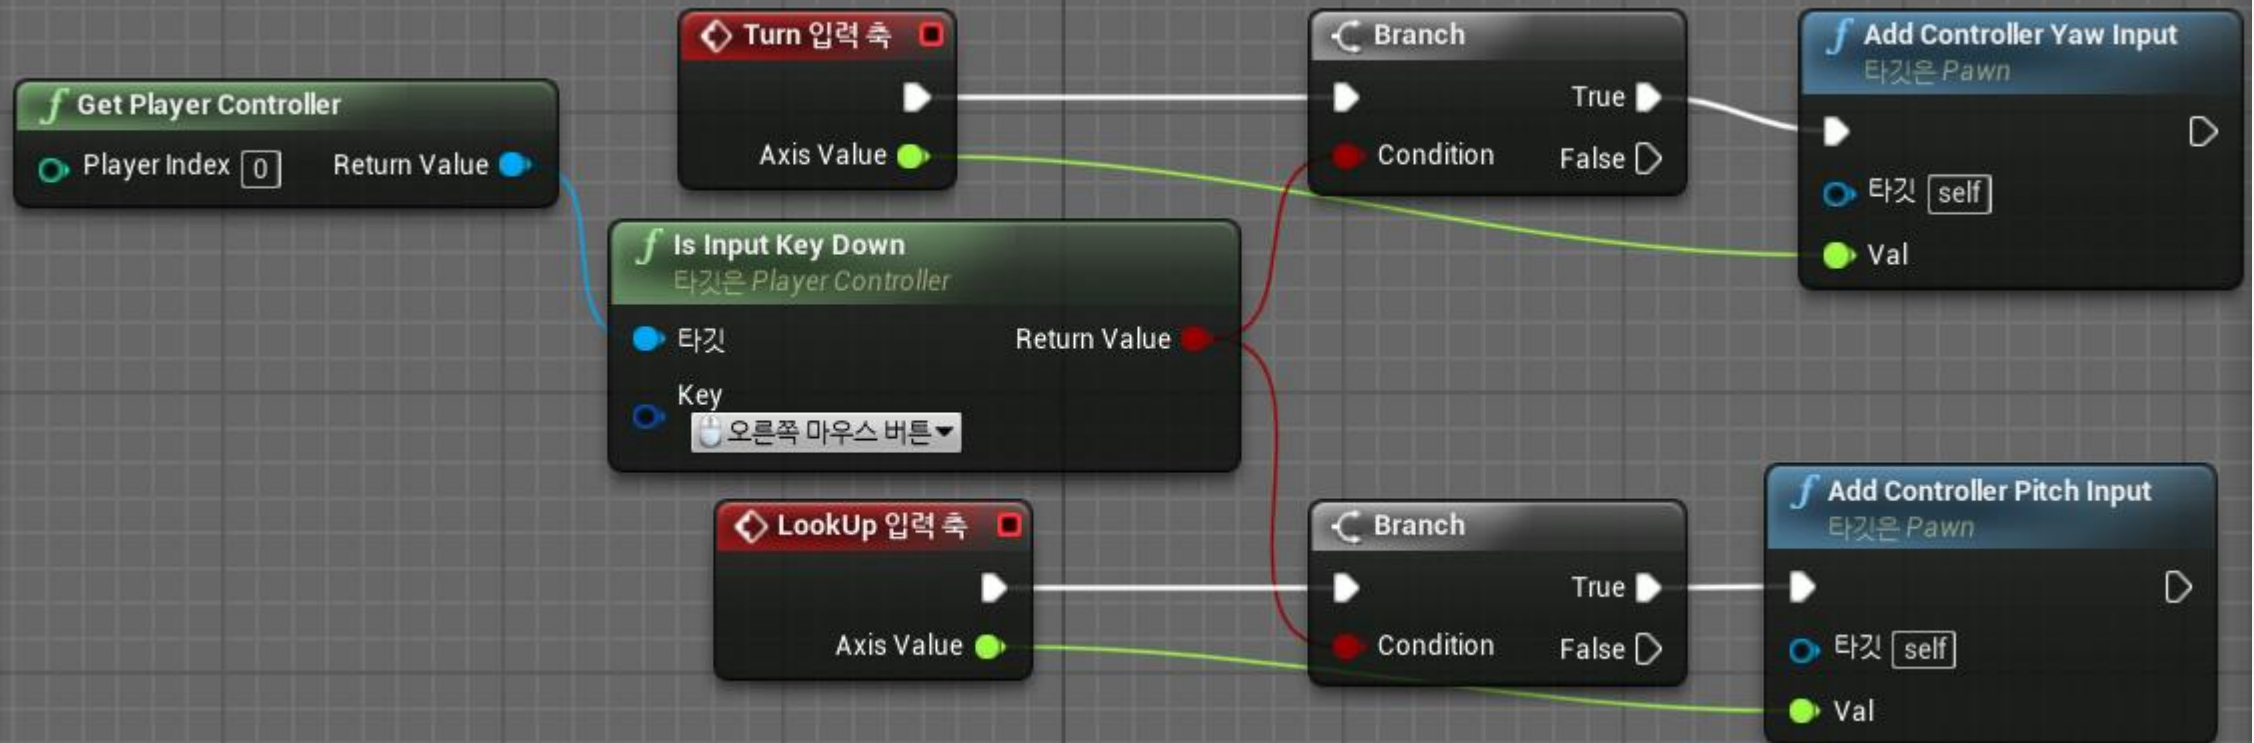 Get Player Controller
Player Index 0 Return Value
Turn 입력 축
Axis Value
Is Input Key Down
타깃은 Player Controller
타깃 Return Value
Key
오른쪽 마우스 버튼
LookUp 입력 축
Axis Value
Branch
True
Condition False
Branch
True
Condition False
Add Controller Yaw Input
타깃은 Pawn
타깃 self
Val
Add Controller Pitch Input
타깃은 Pawn
타깃 self
Val